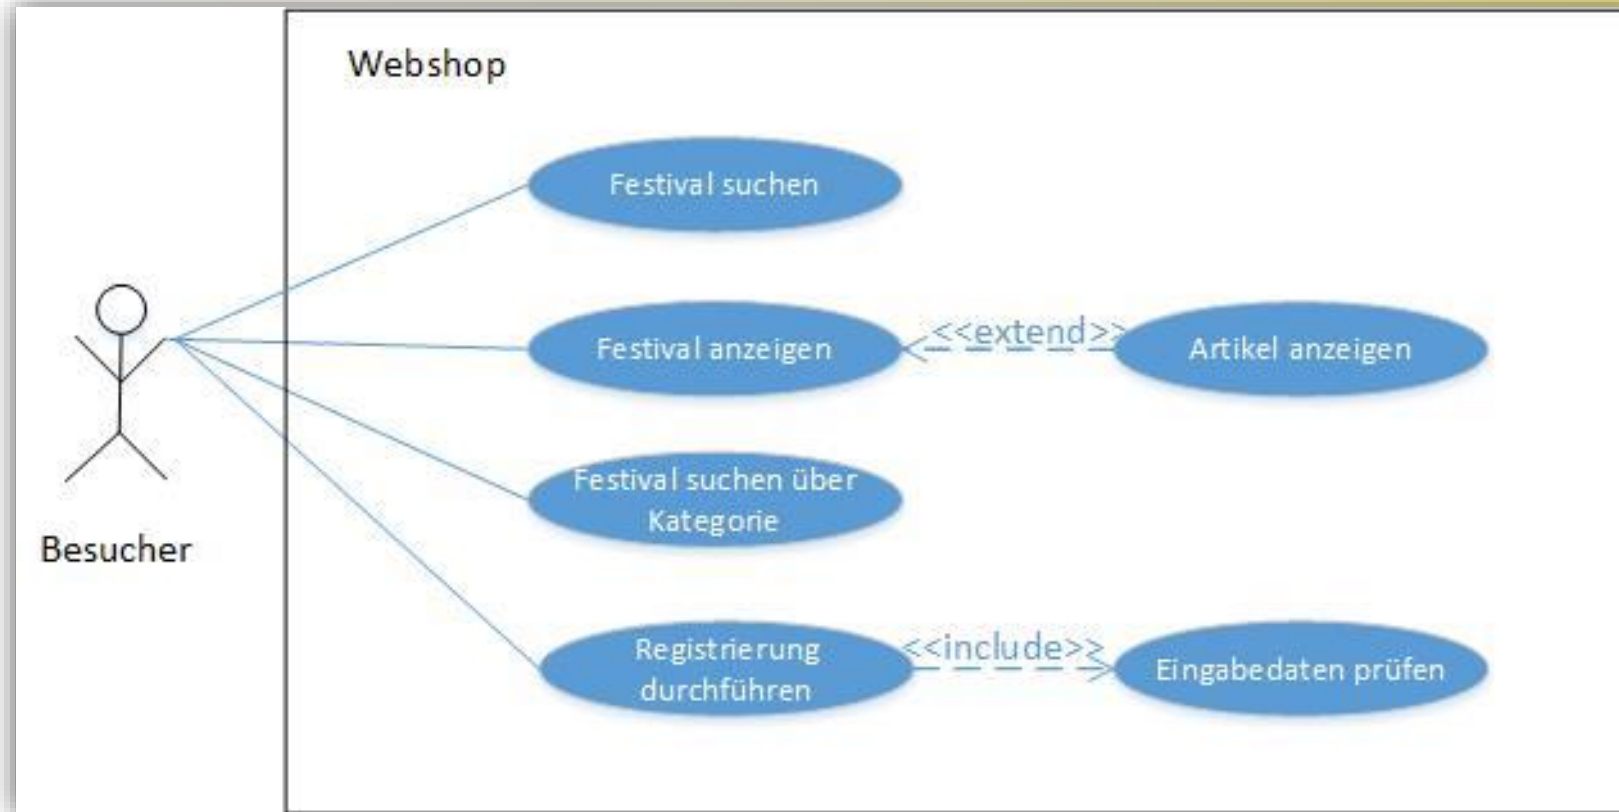 Webshop
Festival suchen
Festival anzeigen
<<extend>>
Artikel anzeigen
Festival suchen über
Kategorie
Besucher
Registrierung
durchführen
<<include>>
Eingabedaten prüfen